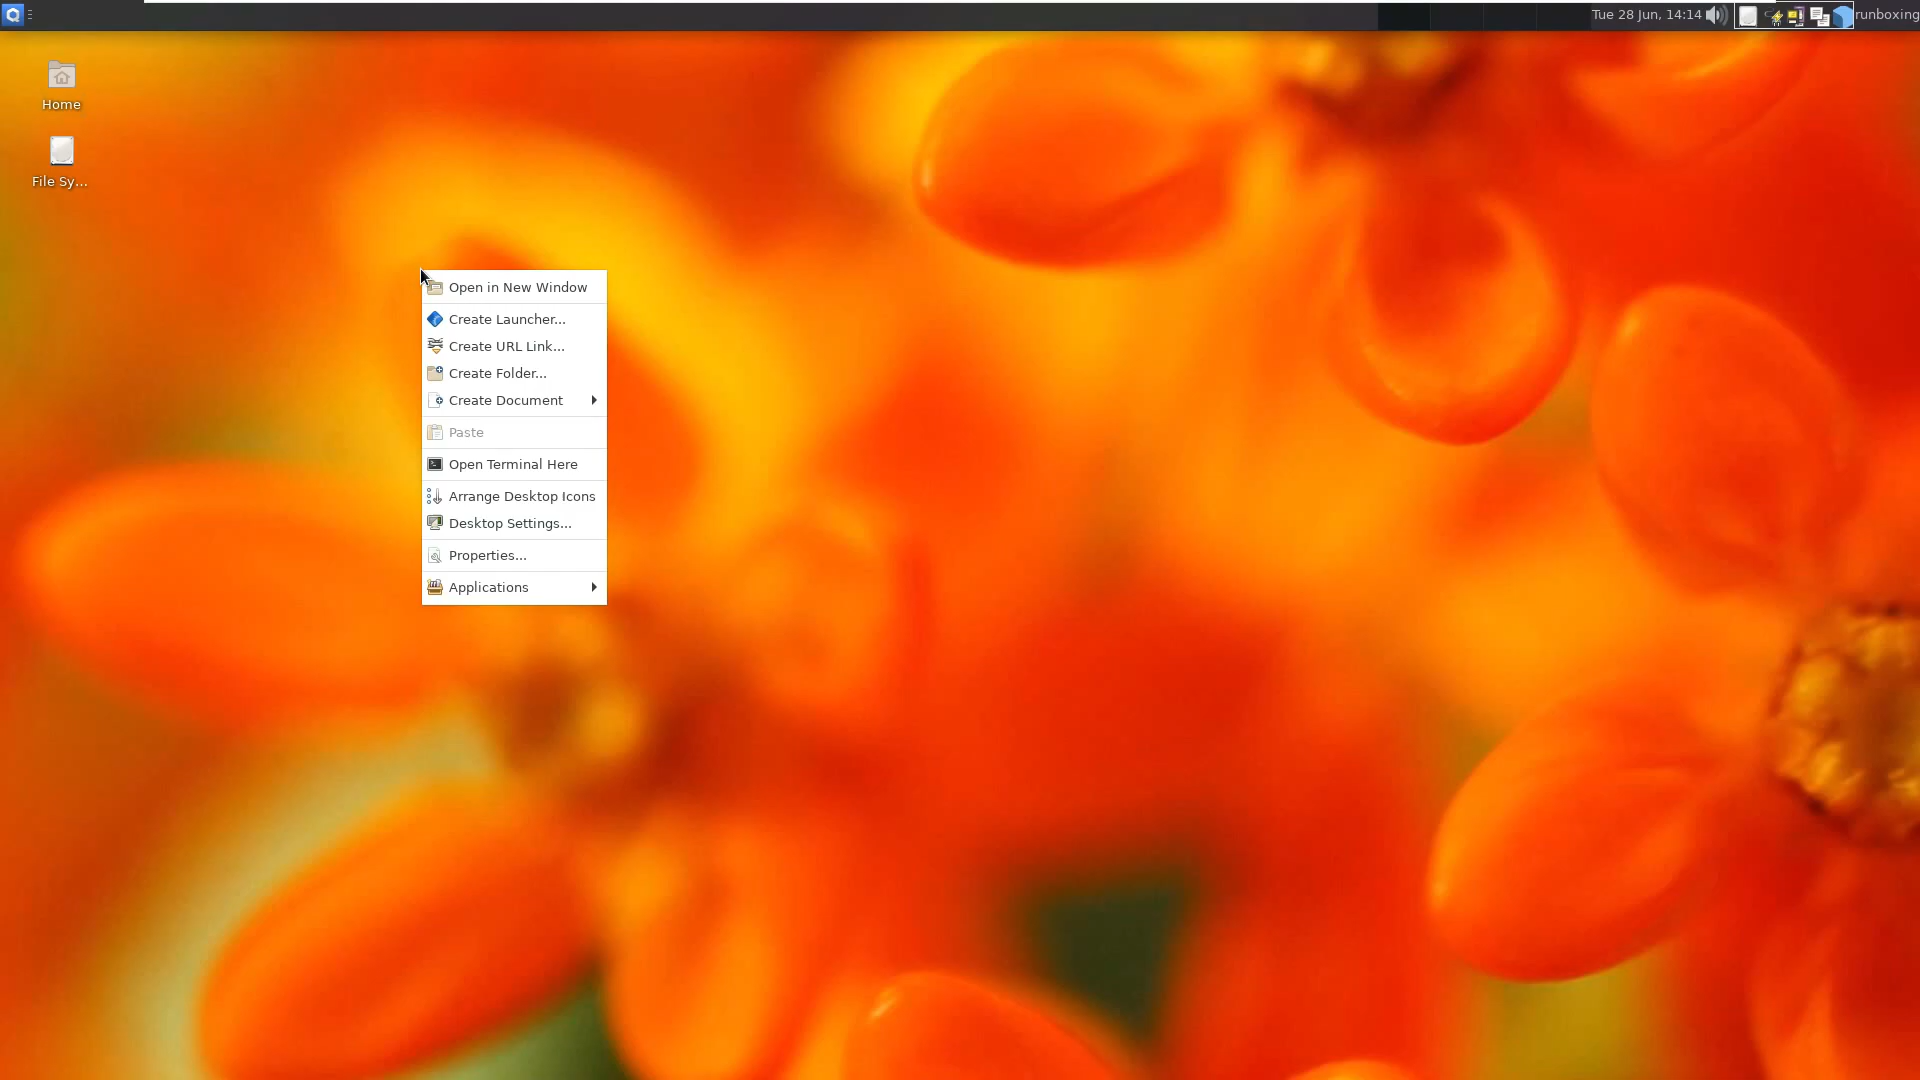 Tue 28 Jun, 14:14
runboxing
Home
File Sy...
Open in New Window
Create Launcher...
Create URL Link...
Create Folder...
Create Document
Paste
Open Terminal Here
Arrange Desktop Icons
Desktop Settings...
Properties...
Applications